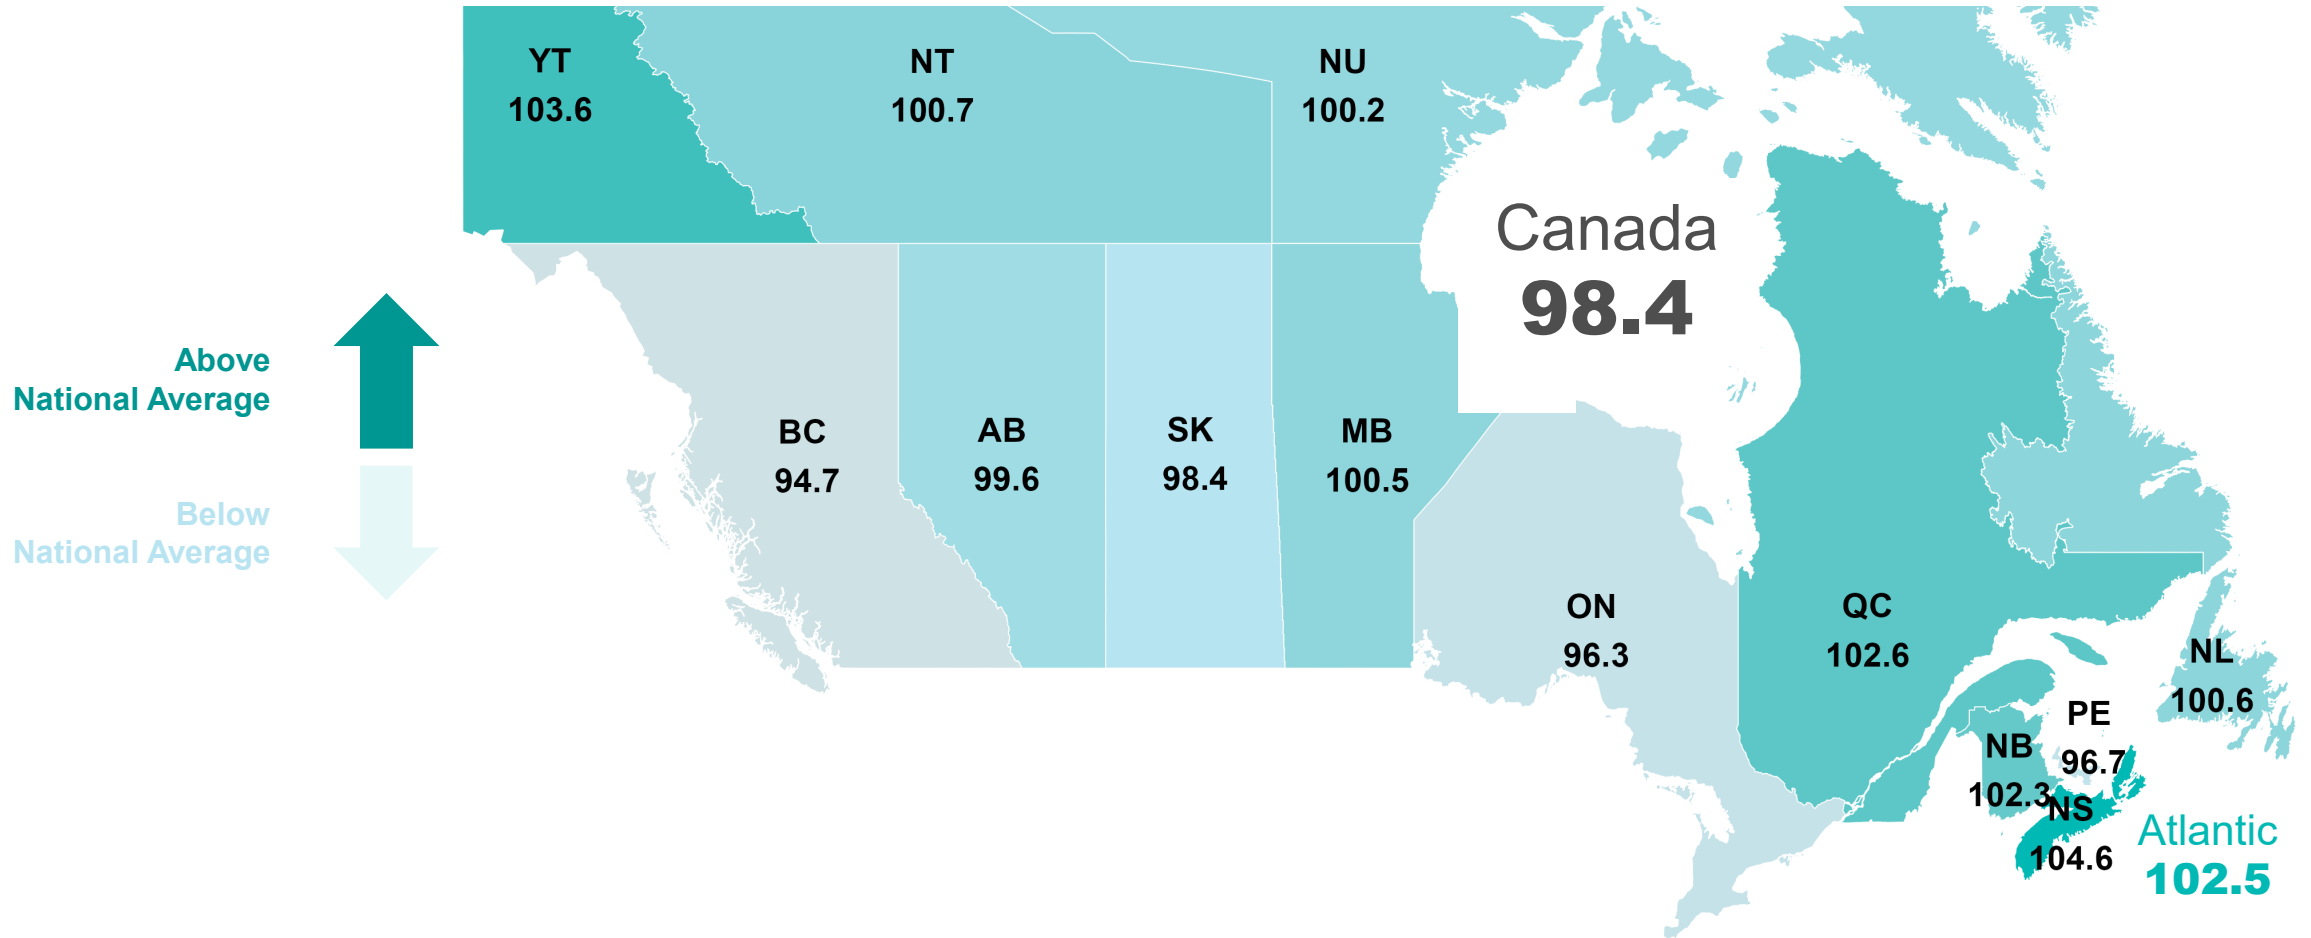 YT
103.6
NT
100.7
NU
100.2
Canada
98.4
Above
National Average
Below
National Average
BC
94.7
AB
99.6
SK
98.4
MB
100.5
ON
96.3
QC
102.6
NL
100.6
PE
96.7
NB
102.3
NS
104.6
Atlantic
102.5